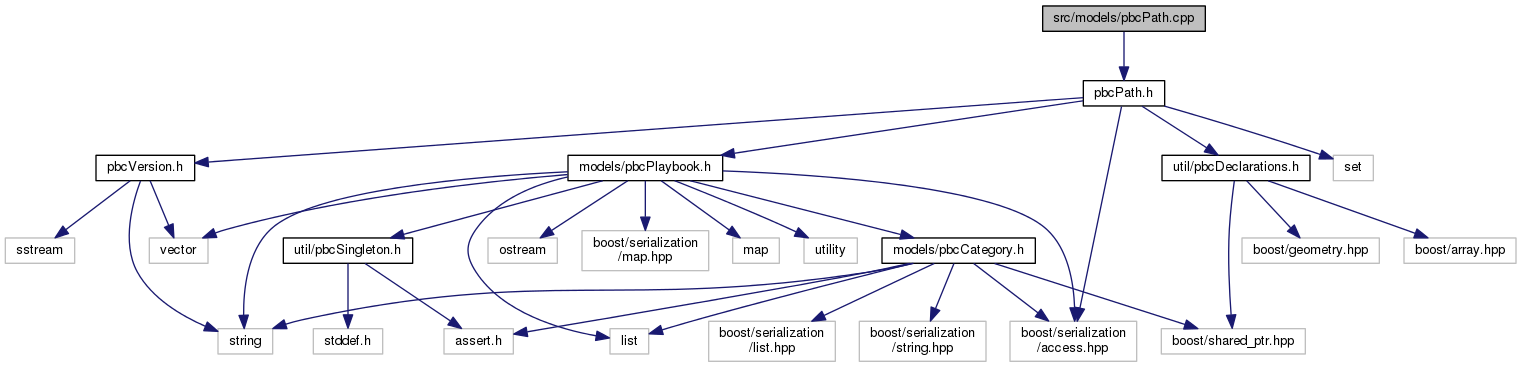 src/models/pbcPath.cpp
pbcPath.h
pbcVersion.h
models/pbcPlaybook.h
util/pbcDeclarations.h
set
sstream
vector
util/pbcSingleton.h
ostream
boost/serialization
/map.hpp
map
utility
models/pbcCategory.h
boost/geometry.hpp
boost/array.hpp
string
stddef.h
assert.h
list
boost/serialization
/list.hpp
boost/serialization
/string.hpp
boost/serialization
/access.hpp
boost/shared_ptr.hpp